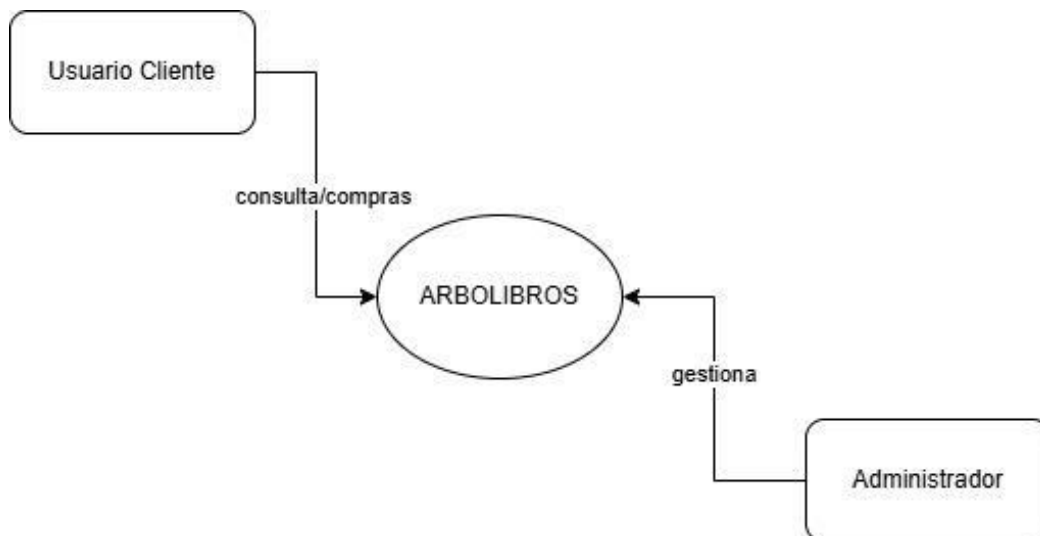 Usuario Cliente
consulta/compras
ARBOLIBROS
gestiona
Administrador